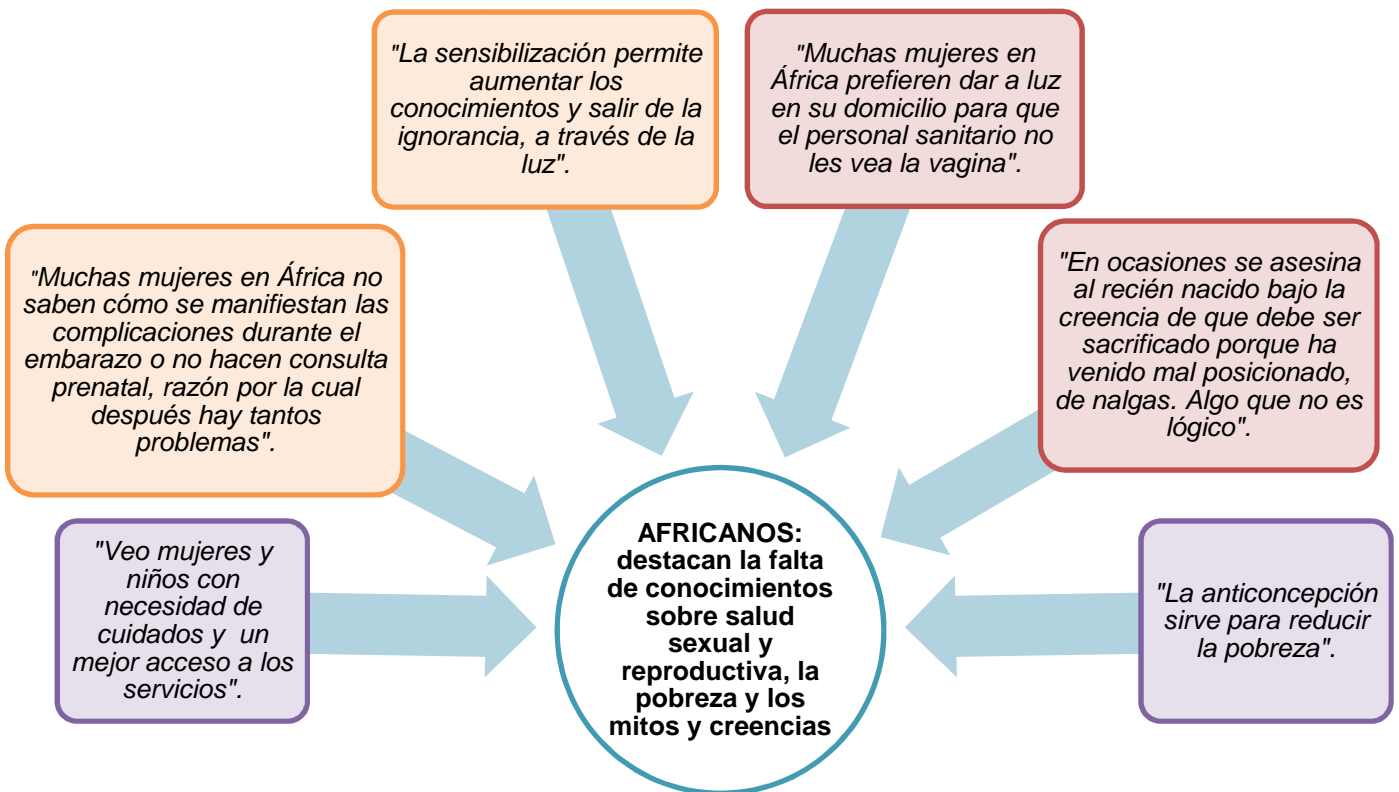 "La sensibilización permite
aumentar los
conocimientos y salir de la
ignorancia, a través de la
luz".
"Muchas mujeres en
África prefieren dar a luz
en su domicilio para que
el personal sanitario no
les vea la vagina".
"Muchas mujeres en África no
saben cómo se manifiestan las
complicaciones durante el
embarazo o no hacen consulta
prenatal, razón por la cual
después hay tantos
problemas".
"En ocasiones se asesina
al recién nacido bajo la
creencia de que debe ser
sacrificado porque ha
venido mal posicionado,
de nalgas. Algo que no es
lógico".
"Veo mujeres y
niños con
necesidad de
cuidados y  un
mejor acceso a los
servicios".
AFRICANOS:
destacan la falta
de conocimientos
sobre salud
sexual y
reproductiva, la
pobreza y los
mitos y creencias
"La anticoncepción
sirve para reducir
la pobreza".